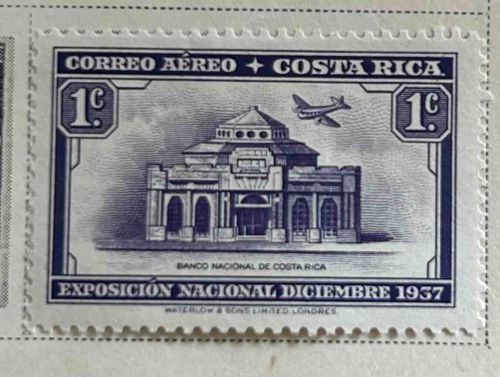 CORREO AÉREO ✦ COSTA RICA
1c. 1c.
BANCO NACIONAL DE COSTA RICA
EXPOSICIÓN NACIONAL DICIEMBRE 1937
WATERLOW & SONS LIMITED, LONDRES.